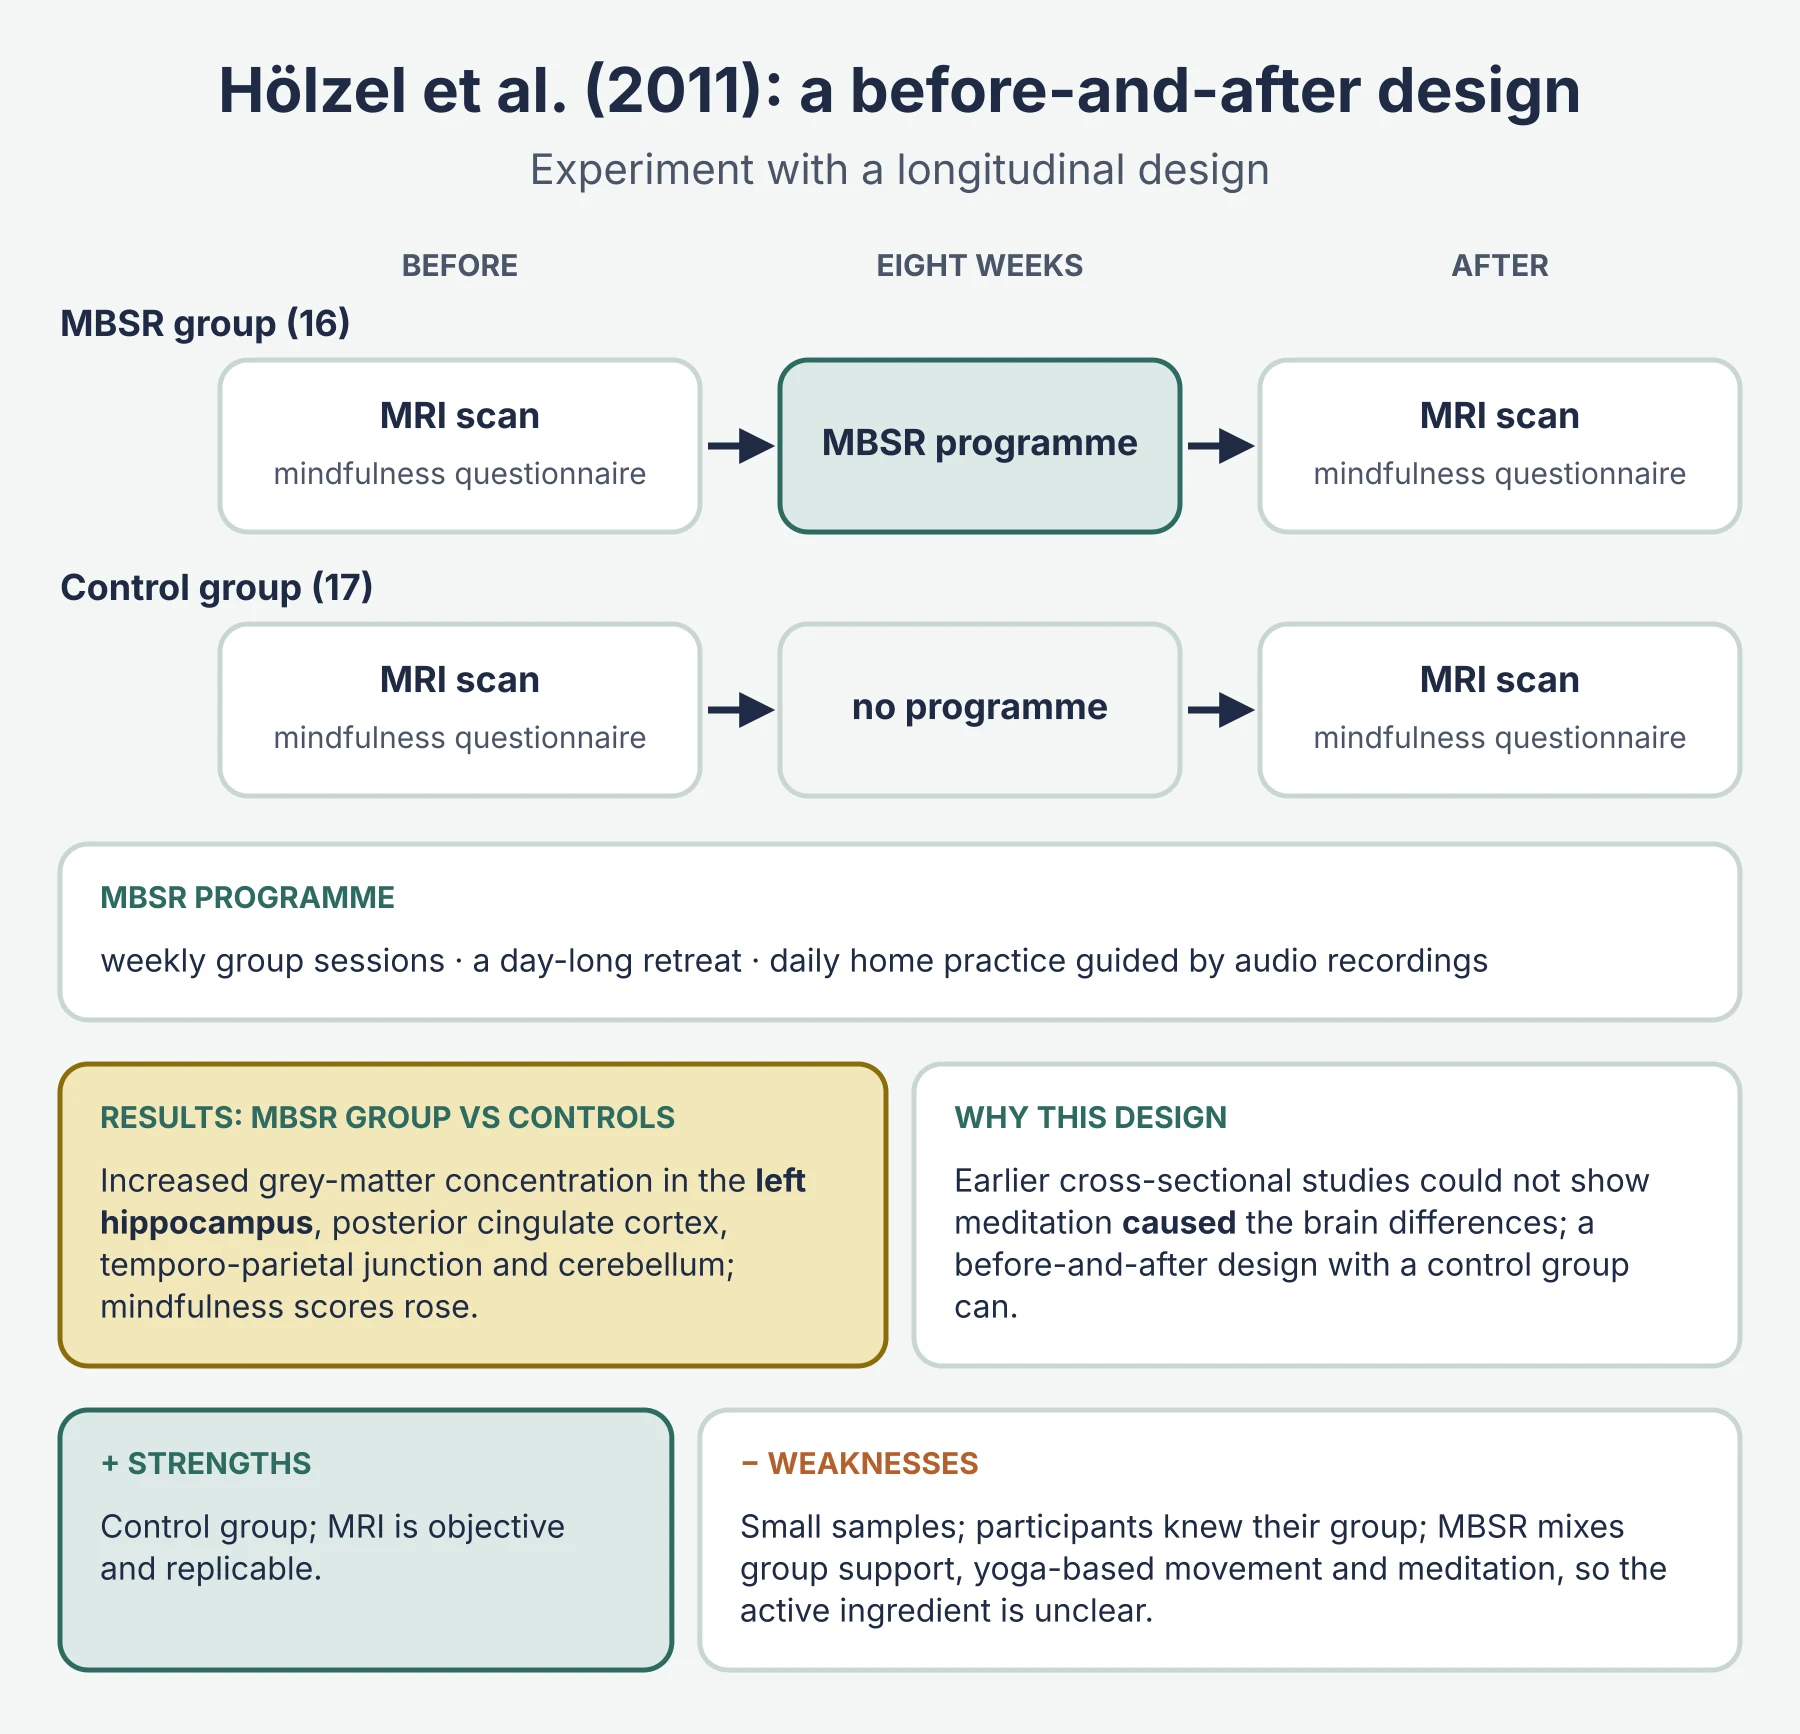 Hölzel et al. (2011): a before-and-after design
Experiment with a longitudinal design
BEFORE
EIGHT WEEKS
AFTER
MBSR group (16)
MRI scan
mindfulness questionnaire
MBSR programme
MRI scan
mindfulness questionnaire
Control group (17)
MRI scan
mindfulness questionnaire
no programme
MRI scan
mindfulness questionnaire
MBSR PROGRAMME
weekly group sessions · a day-long retreat · daily home practice guided by audio recordings
RESULTS: MBSR GROUP VS CONTROLS
Increased grey-matter concentration in the left
hippocampus, posterior cingulate cortex,
temporo-parietal junction and cerebellum;
mindfulness scores rose.
WHY THIS DESIGN
Earlier cross-sectional studies could not show
meditation caused the brain differences; a
before-and-after design with a control group
can.
+ STRENGTHS
Control group; MRI is objective
and replicable.
− WEAKNESSES
Small samples; participants knew their group; MBSR mixes
group support, yoga-based movement and meditation, so the
active ingredient is unclear.